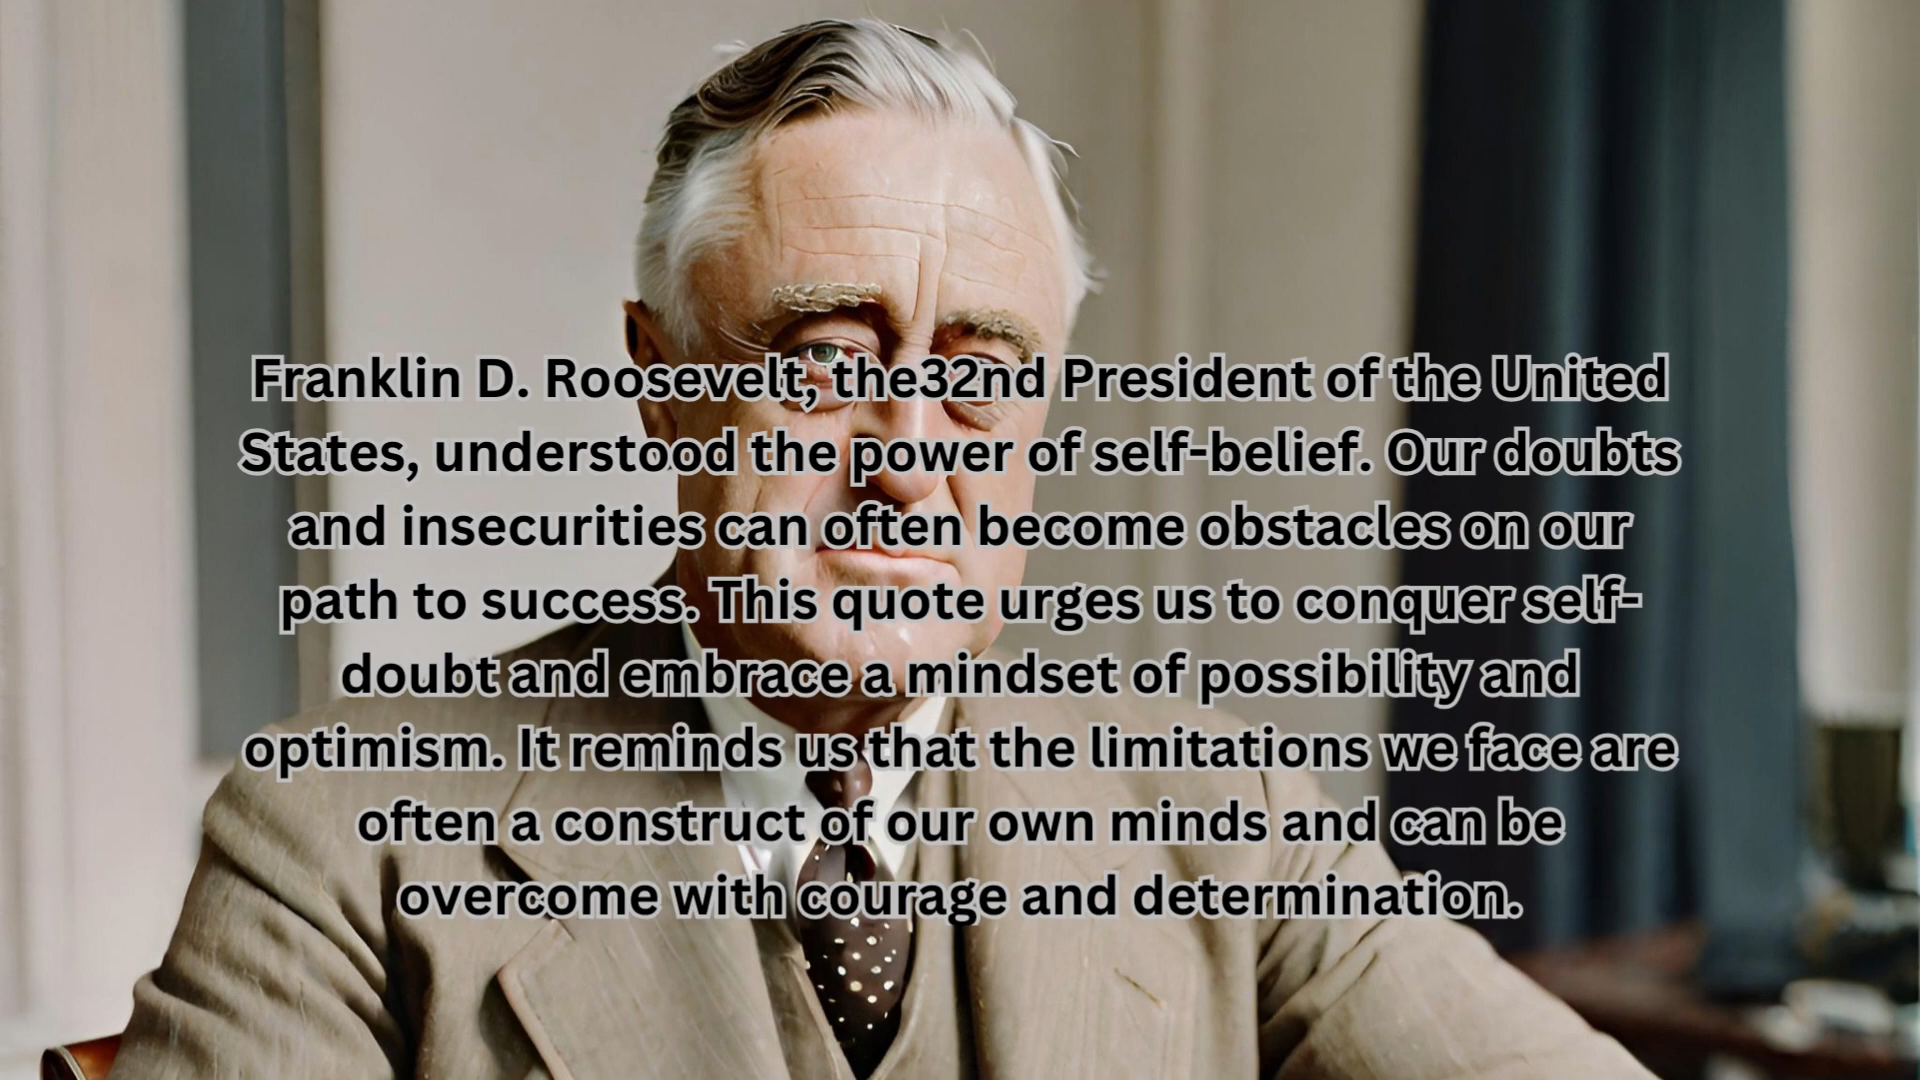 Franklin D. Roosevelt, the32nd President of the United
States, understood the power of self-belief. Our doubts
and insecurities can often become obstacles on our
path to success. This quote urges us to conquer self-
doubt and embrace a mindset of possibility and
optimism. It reminds us that the limitations we face are
often a construct of our own minds and can be
overcome with courage and determination.